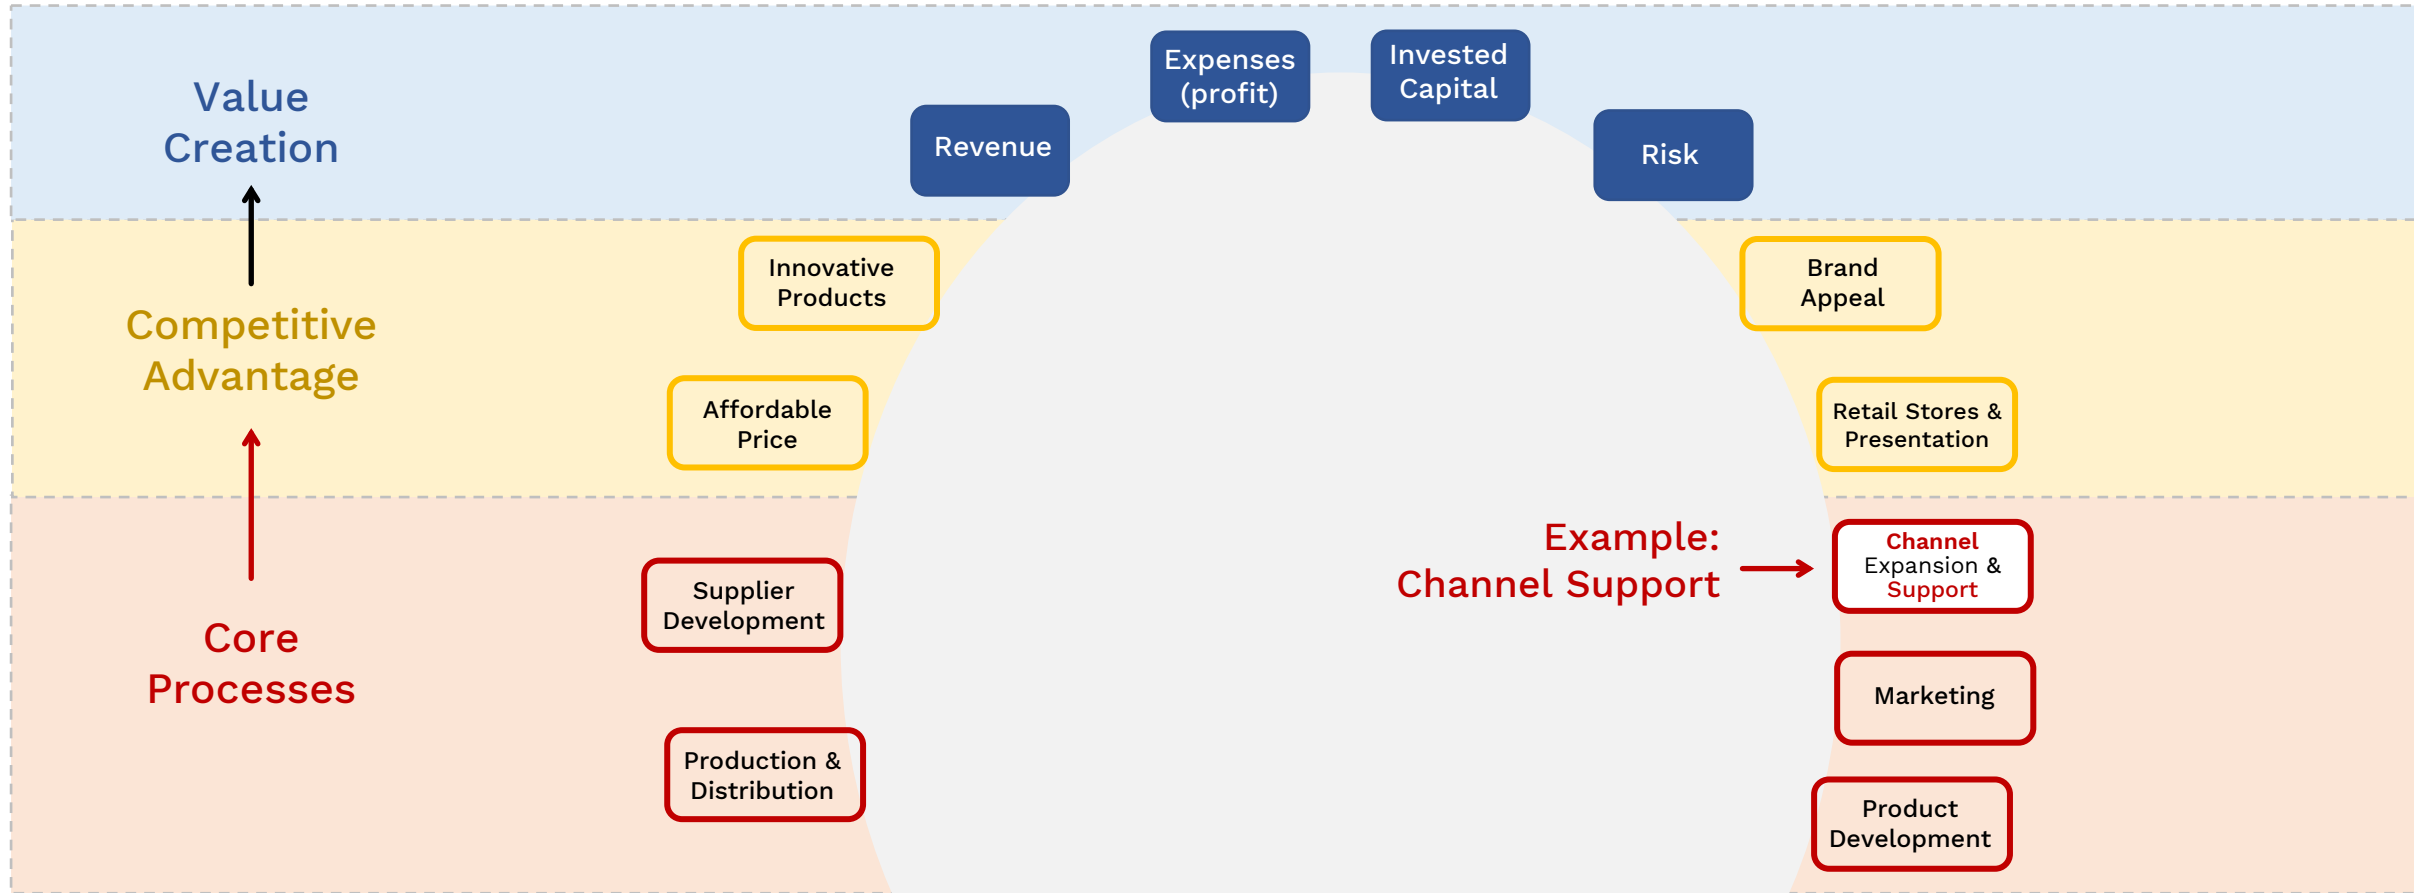 Value
Creation
Expenses
(profit)
Invested
Capital
Revenue
Risk
Competitive
Advantage
Innovative
Products
Brand
Appeal
Affordable
Price
Retail Stores &
Presentation
Core
Processes
Supplier
Development
Example:
Channel Support
Channel
Expansion &
Support
Marketing
Production &
Distribution
Product
Development